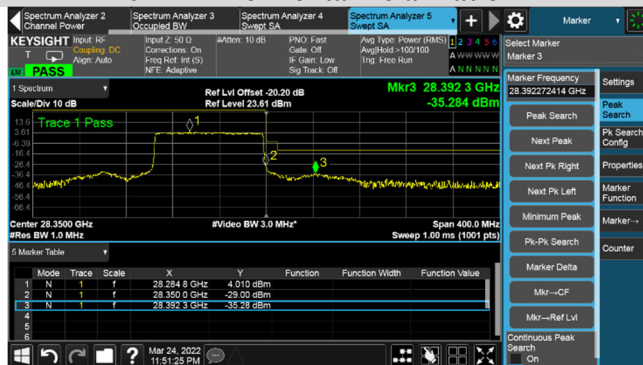 Spectrum Analyzer 2
Channel Power
Spectrum Analyzer 3
Occupied BW
Spectrum Analyzer 4
Swept SA
Spectrum Analyzer 5
Swept SA
Marker
KEYSIGHT
Input: RF
Coupling: DC
Align: Auto
Input Z: 50 Ω
Corrections: On
Freq Ref: Int (S)
NFE: Adaptive
#Atten: 10 dB
PNO: Fast
Gate: Off
IF Gain: Low
Sig Track: Off
Avg Type: Power (RMS)
Avg|Hold:>100/100
Trig: Free Run
1 2 3 4 5 6
A W W W W W
A N N N N N
PASS
Select Marker
Marker 3
1 Spectrum
Scale/Div 10 dB
Ref Lvl Offset -20.20 dB
Ref Level 23.61 dBm
Mkr3 28.392 3 GHz
-35.284 dBm
Trace 1 Pass
13.6
3.61
-6.39
-16.4
-26.4
-36.4
-46.4
-56.4
-66.4
1
2
3
Center 28.3500 GHz
#Res BW 1.0 MHz
#Video BW 3.0 MHz*
Span 400.0 MHz
Sweep 1.00 ms (1001 pts)
5 Marker Table
Mode Trace Scale X Y Function Function Width Function Value
1 N 1 f 28.284 8 GHz 4.010 dBm
2 N 1 f 28.350 0 GHz -29.00 dBm
3 N 1 f 28.392 3 GHz -35.28 dBm
4
5
6
Marker Frequency
28.392272414 GHz
Peak Search
Next Peak
Next Pk Right
Next Pk Left
Minimum Peak
Pk-Pk Search
Marker Delta
Mkr→CF
Mkr→Ref Lvl
Continuous Peak
Search
On
Settings
Peak
Search
Pk Search
Config
Properties
Marker
Function
Marker→
Counter
?
Mar 24, 2022
11:51:25 PM